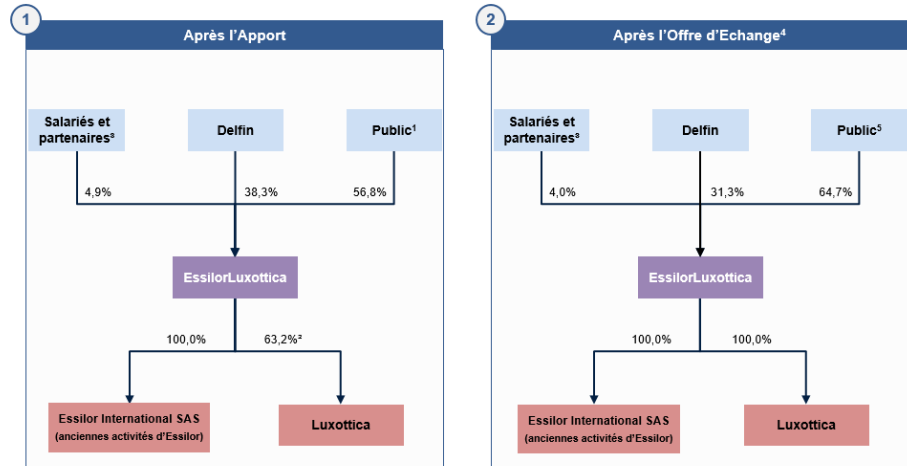 1
Après l'Apport
Salariés et
partenaires³
Delfin
Public¹
4,9%
38,3%
56,8%
EssilorLuxottica
100,0%
63,2%²
Essilor International SAS
(anciennes activités d'Essilor)
Luxottica
2
Après l'Offre d'Echange⁴
Salariés et
partenaires³
Delfin
Public⁵
4,0%
31,3%
64,7%
EssilorLuxottica
100,0%
100,0%
Essilor International SAS
(anciennes activités d'Essilor)
Luxottica